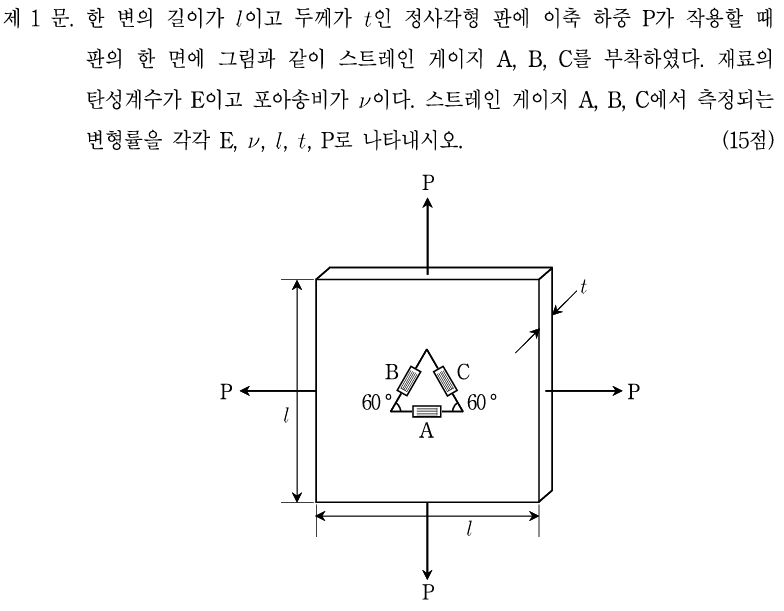 제 1 문. 한 변의 길이가 l이고 두께가 t인 정사각형 판에 이축 하중 P가 작용할 때
판의 한 면에 그림과 같이 스트레인 게이지 A, B, C를 부착하였다. 재료의
탄성계수가 E이고 포아송비가 ν이다. 스트레인 게이지 A, B, C에서 측정되는
변형률을 각각 E, ν, l, t, P로 나타내시오. (15점)
P
t
B C
P P
60° 60°
l
A
l
P